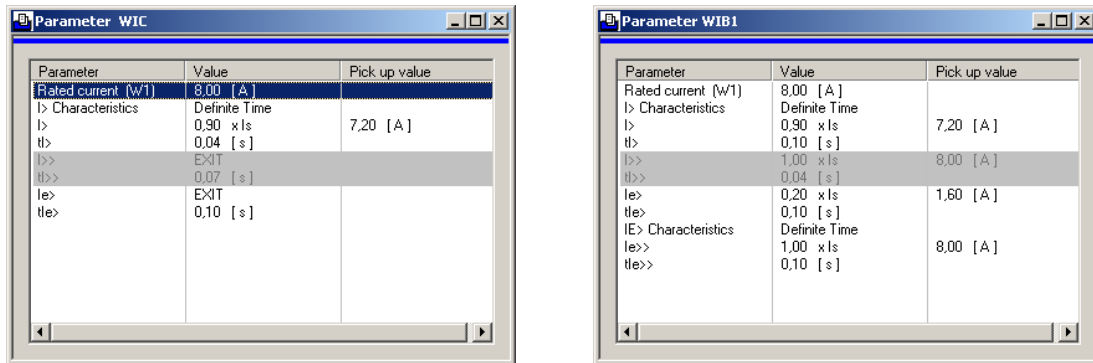 Parameter WIC
Parameter Value Pick up value
Rated current (W1) 8,00 [A]
I> Characteristics Definite Time
I> 0,90 x Is 7,20 [A]
tI> 0,04 [s]
I>> EXIT
tI>> 0,07 [s]
Ie> EXIT
tIe> 0,10 [s]
Parameter WIB1
Parameter Value Pick up value
Rated current (W1) 8,00 [A]
I> Characteristics Definite Time
I> 0,90 x Is 7,20 [A]
tI> 0,10 [s]
I>> 1,00 x Is 8,00 [A]
tI>> 0,04 [s]
Ie> 0,20 x Is 1,60 [A]
tIe> 0,10 [s]
IE> Characteristics Definite Time
Ie>> 1,00 x Is 8,00 [A]
tIe>> 0,10 [s]